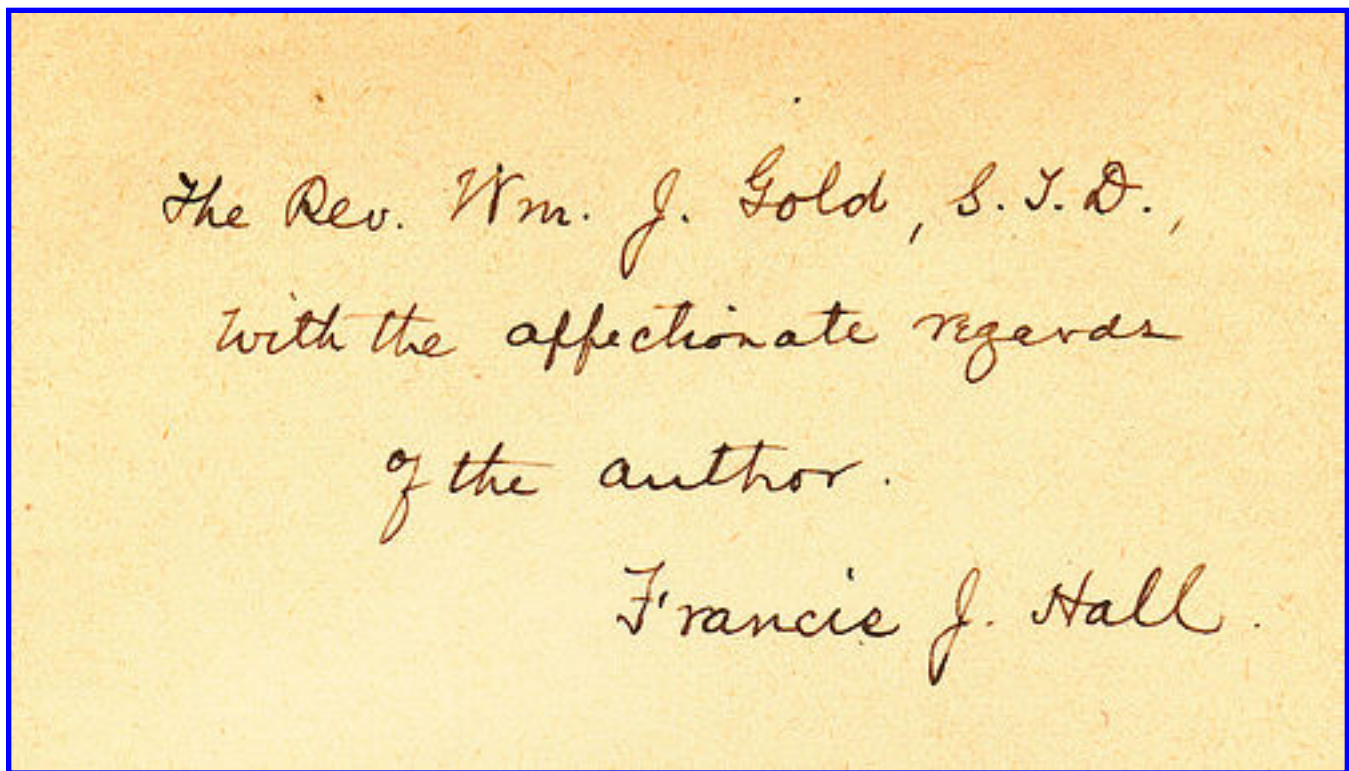 The Rev. Wm. J. Gold, S.T.D.,
with the affectionate regards
of the author.
Francis J. Hall.